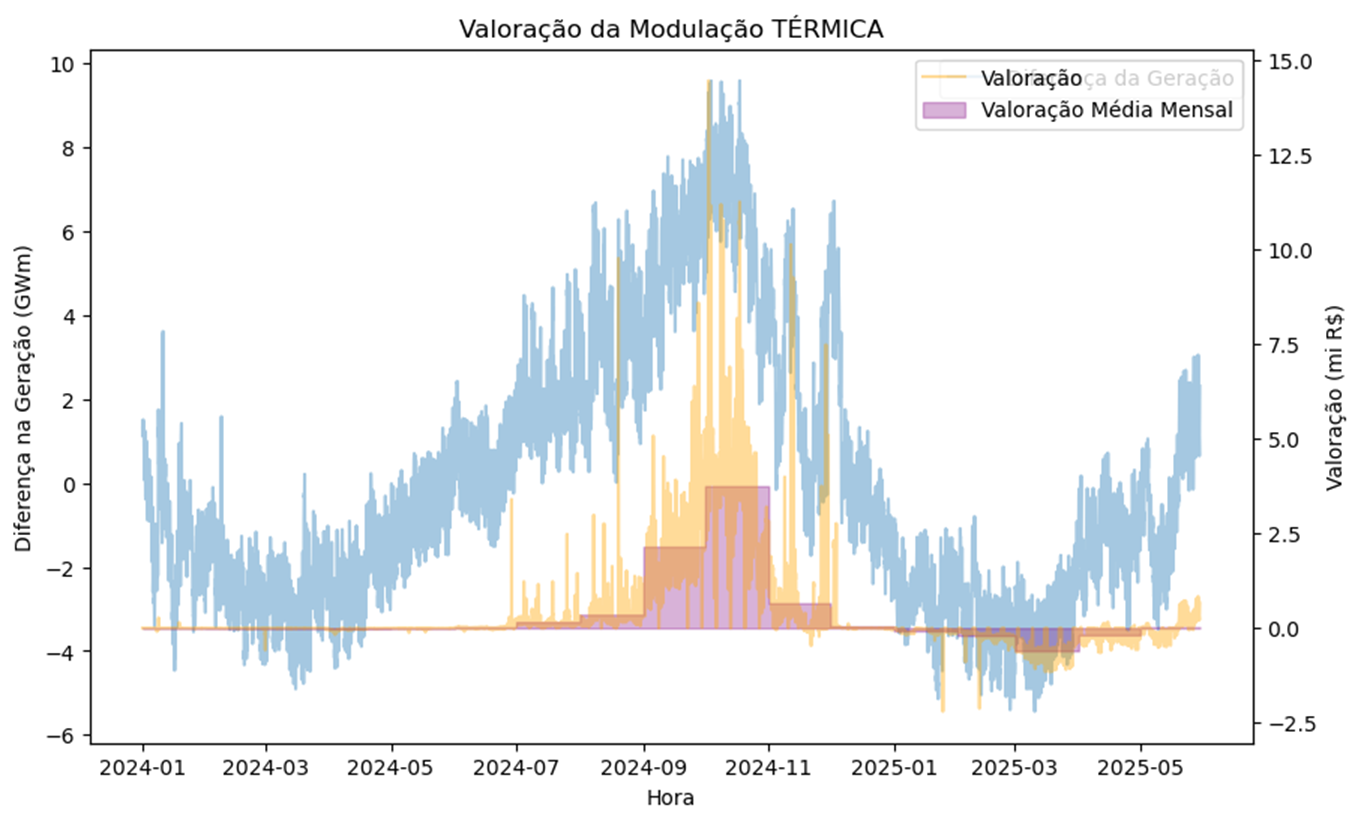 Valoração da Modulação TÉRMICA
Diferença na Geração (GWm)
10
8
6
4
2
0
−2
−4
−6
Valoração
Diferença da Geração
Valoração Média Mensal
15.0
12.5
10.0
7.5
5.0
2.5
0.0
−2.5
Valoração (mi R$)
2024-01 2024-03 2024-05 2024-07 2024-09 2024-11 2025-01 2025-03 2025-05
Hora